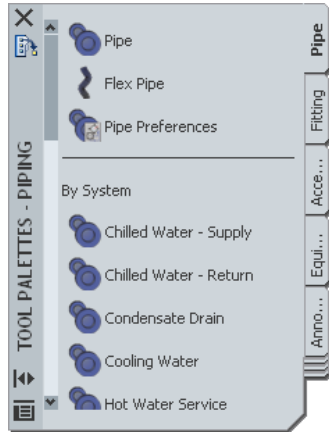 Pipe
Flex Pipe
Pipe Preferences
By System
Chilled Water - Supply
Chilled Water - Return
Condensate Drain
Cooling Water
Hot Water Service
TOOL PALETTES - PIPING
Pipe
Fitting
Acce...
Equi...
Anno...